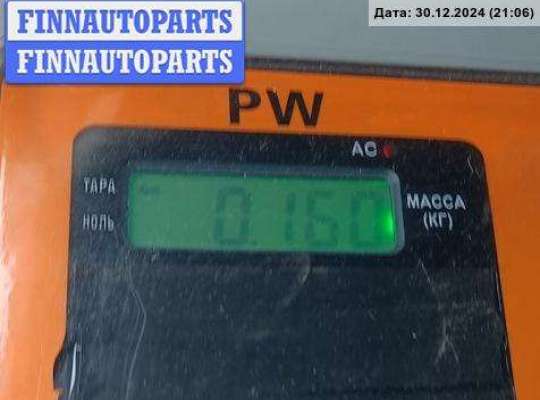 FINNAUTOPARTS
FINNAUTOPARTS
Дата: 30.12.2024 (21:06)
PW
AC
ТАРА
НОЛЬ
0.160
МАССА
(КГ)